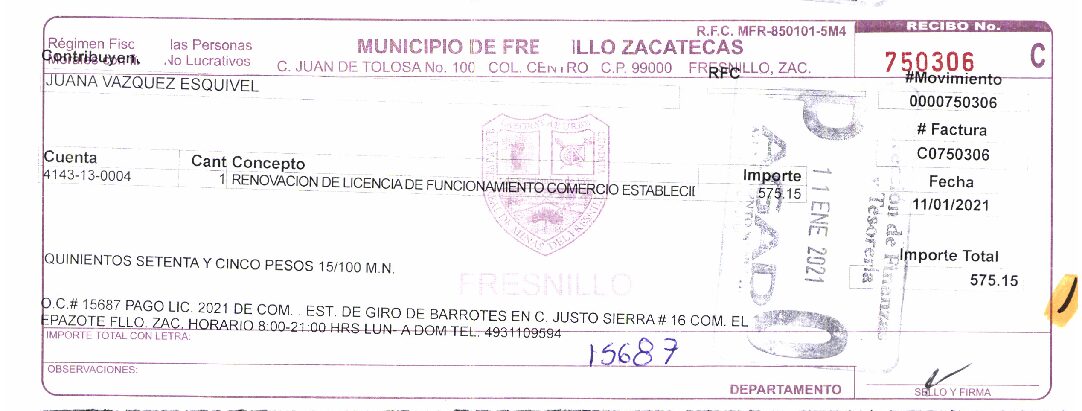 R.F.C. MFR-850101-5M4
RECIBO No.
Régimen Fisc las Personas
MUNICIPIO DE FRE ILLO ZACATECAS
750306 C
Contribuyen.
No Lucrativos
C. JUAN DE TOLOSA No. 100 COL. CENTRO C.P. 99000 FRESNILLO, ZAC.
RFC
#Movimiento
JUANA VAZQUEZ ESQUIVEL
0000750306
# Factura
C0750306
Cuenta Cant Concepto Importe
4143-13-0004 1 RENOVACION DE LICENCIA DE FUNCIONAMIENTO COMERCIO ESTABLECII 575.15
Fecha
11/01/2021
PAGADO
11 ENE 2021
Tesorería
Importe Total
575.15
QUINIENTOS SETENTA Y CINCO PESOS 15/100 M.N.
FRESNILLO
O.C.# 15687 PAGO LIC. 2021 DE COM. . EST. DE GIRO DE BARROTES EN C. JUSTO SIERRA # 16 COM. EL
EPAZOTE FLLO. ZAC. HORARIO 8:00-21:00 HRS LUN- A DOM TEL. 4931109594
IMPORTE TOTAL CON LETRA:
15687
OBSERVACIONES:
DEPARTAMENTO
SELLO Y FIRMA